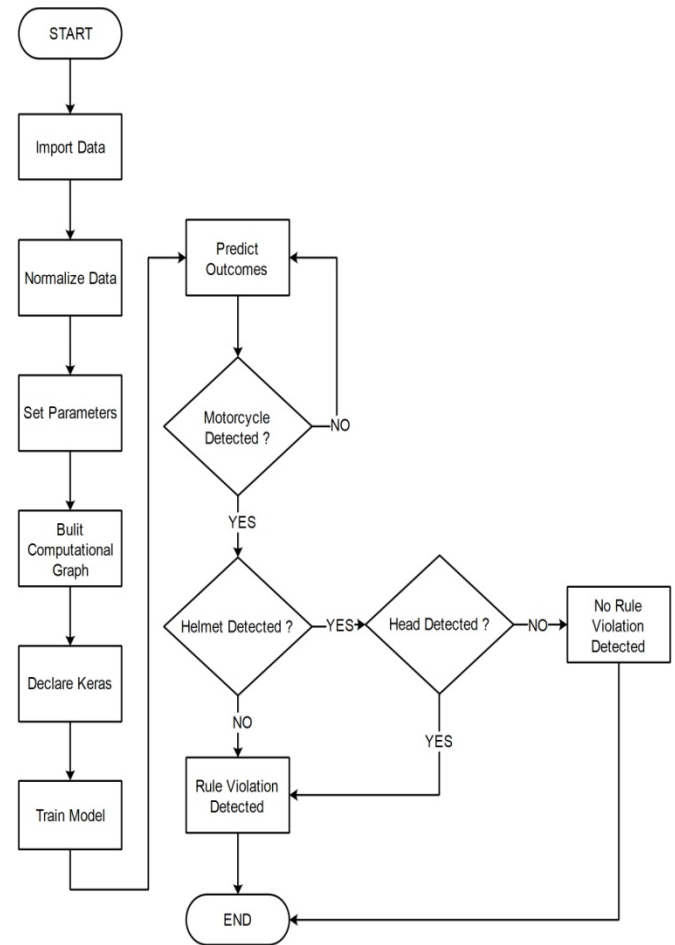 START
Import Data
Normalize Data
Set Parameters
Bulit
Computational
Graph
Declare Keras
Train Model
Predict
Outcomes
Motorcycle
Detected ?
NO
YES
Helmet Detected ?
YES
Head Detected ?
NO
No Rule
Violation
Detected
NO
YES
Rule Violation
Detected
END